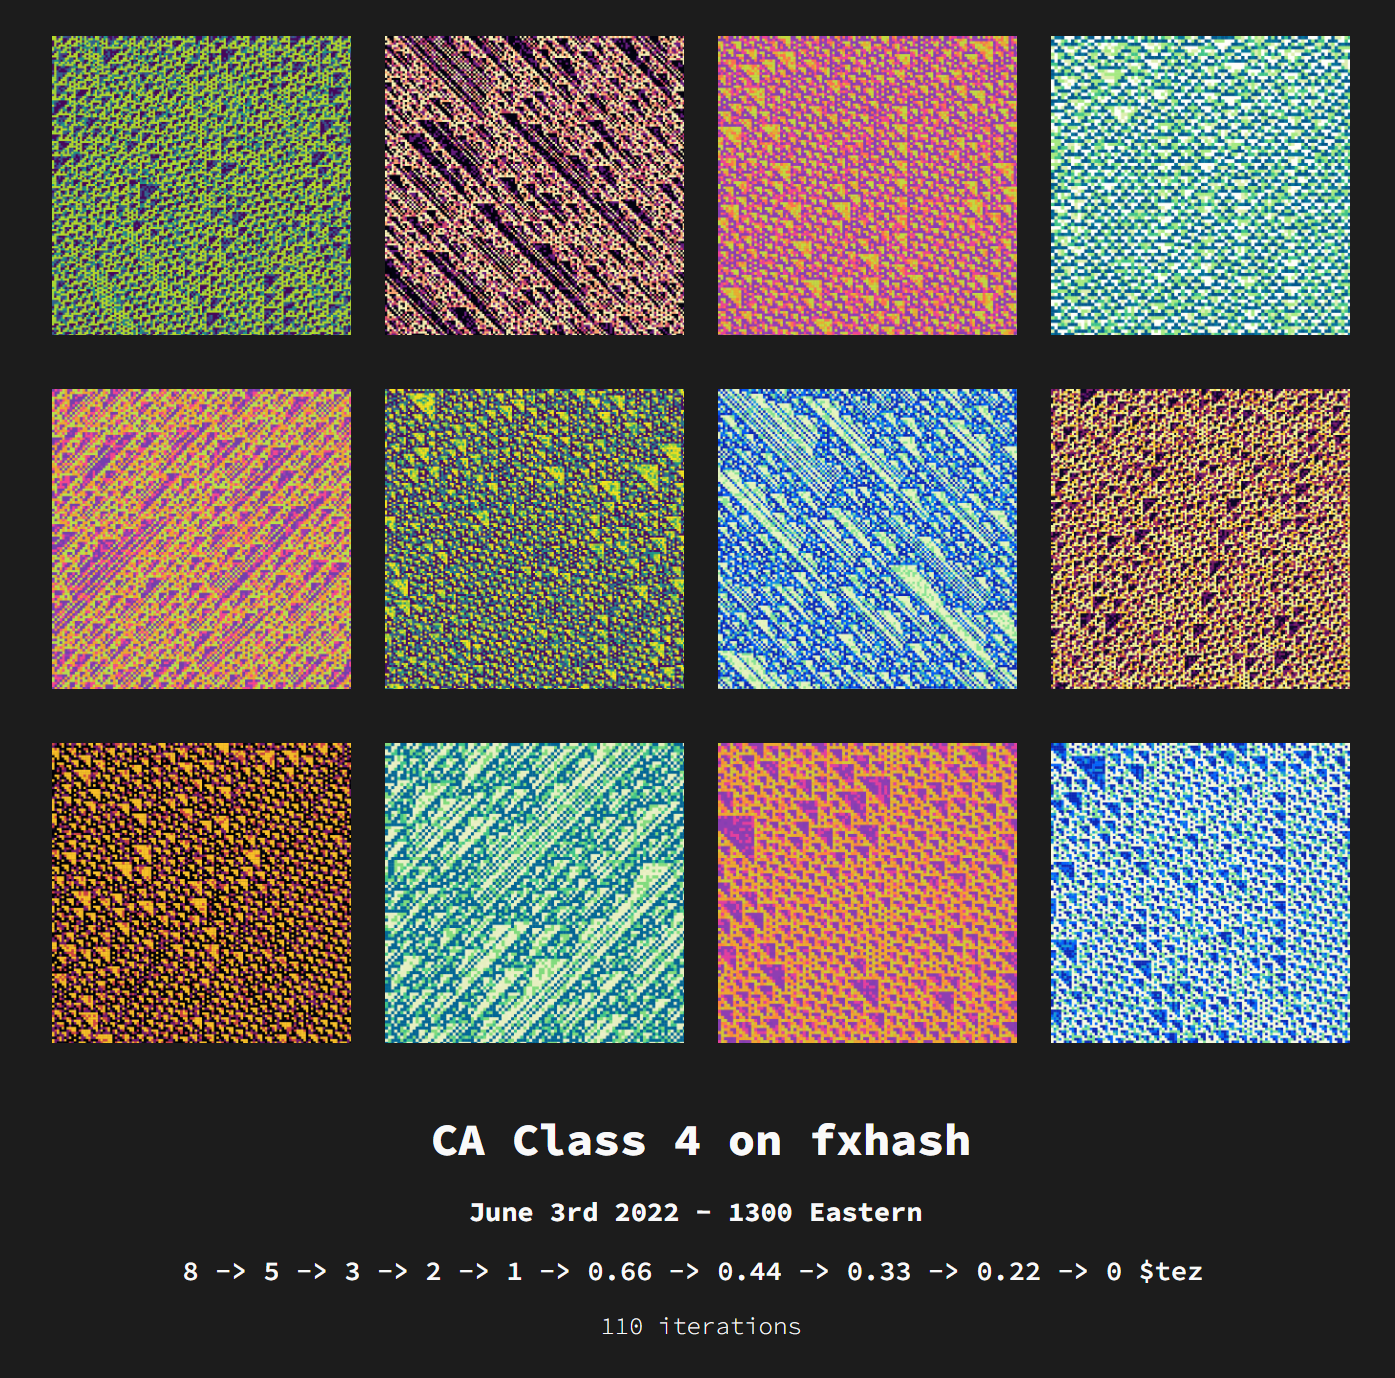 CA Class 4 on fxhash
June 3rd 2022 - 1300 Eastern
8 -> 5 -> 3 -> 2 -> 1 -> 0.66 -> 0.44 -> 0.33 -> 0.22 -> 0 $tez
110 iterations